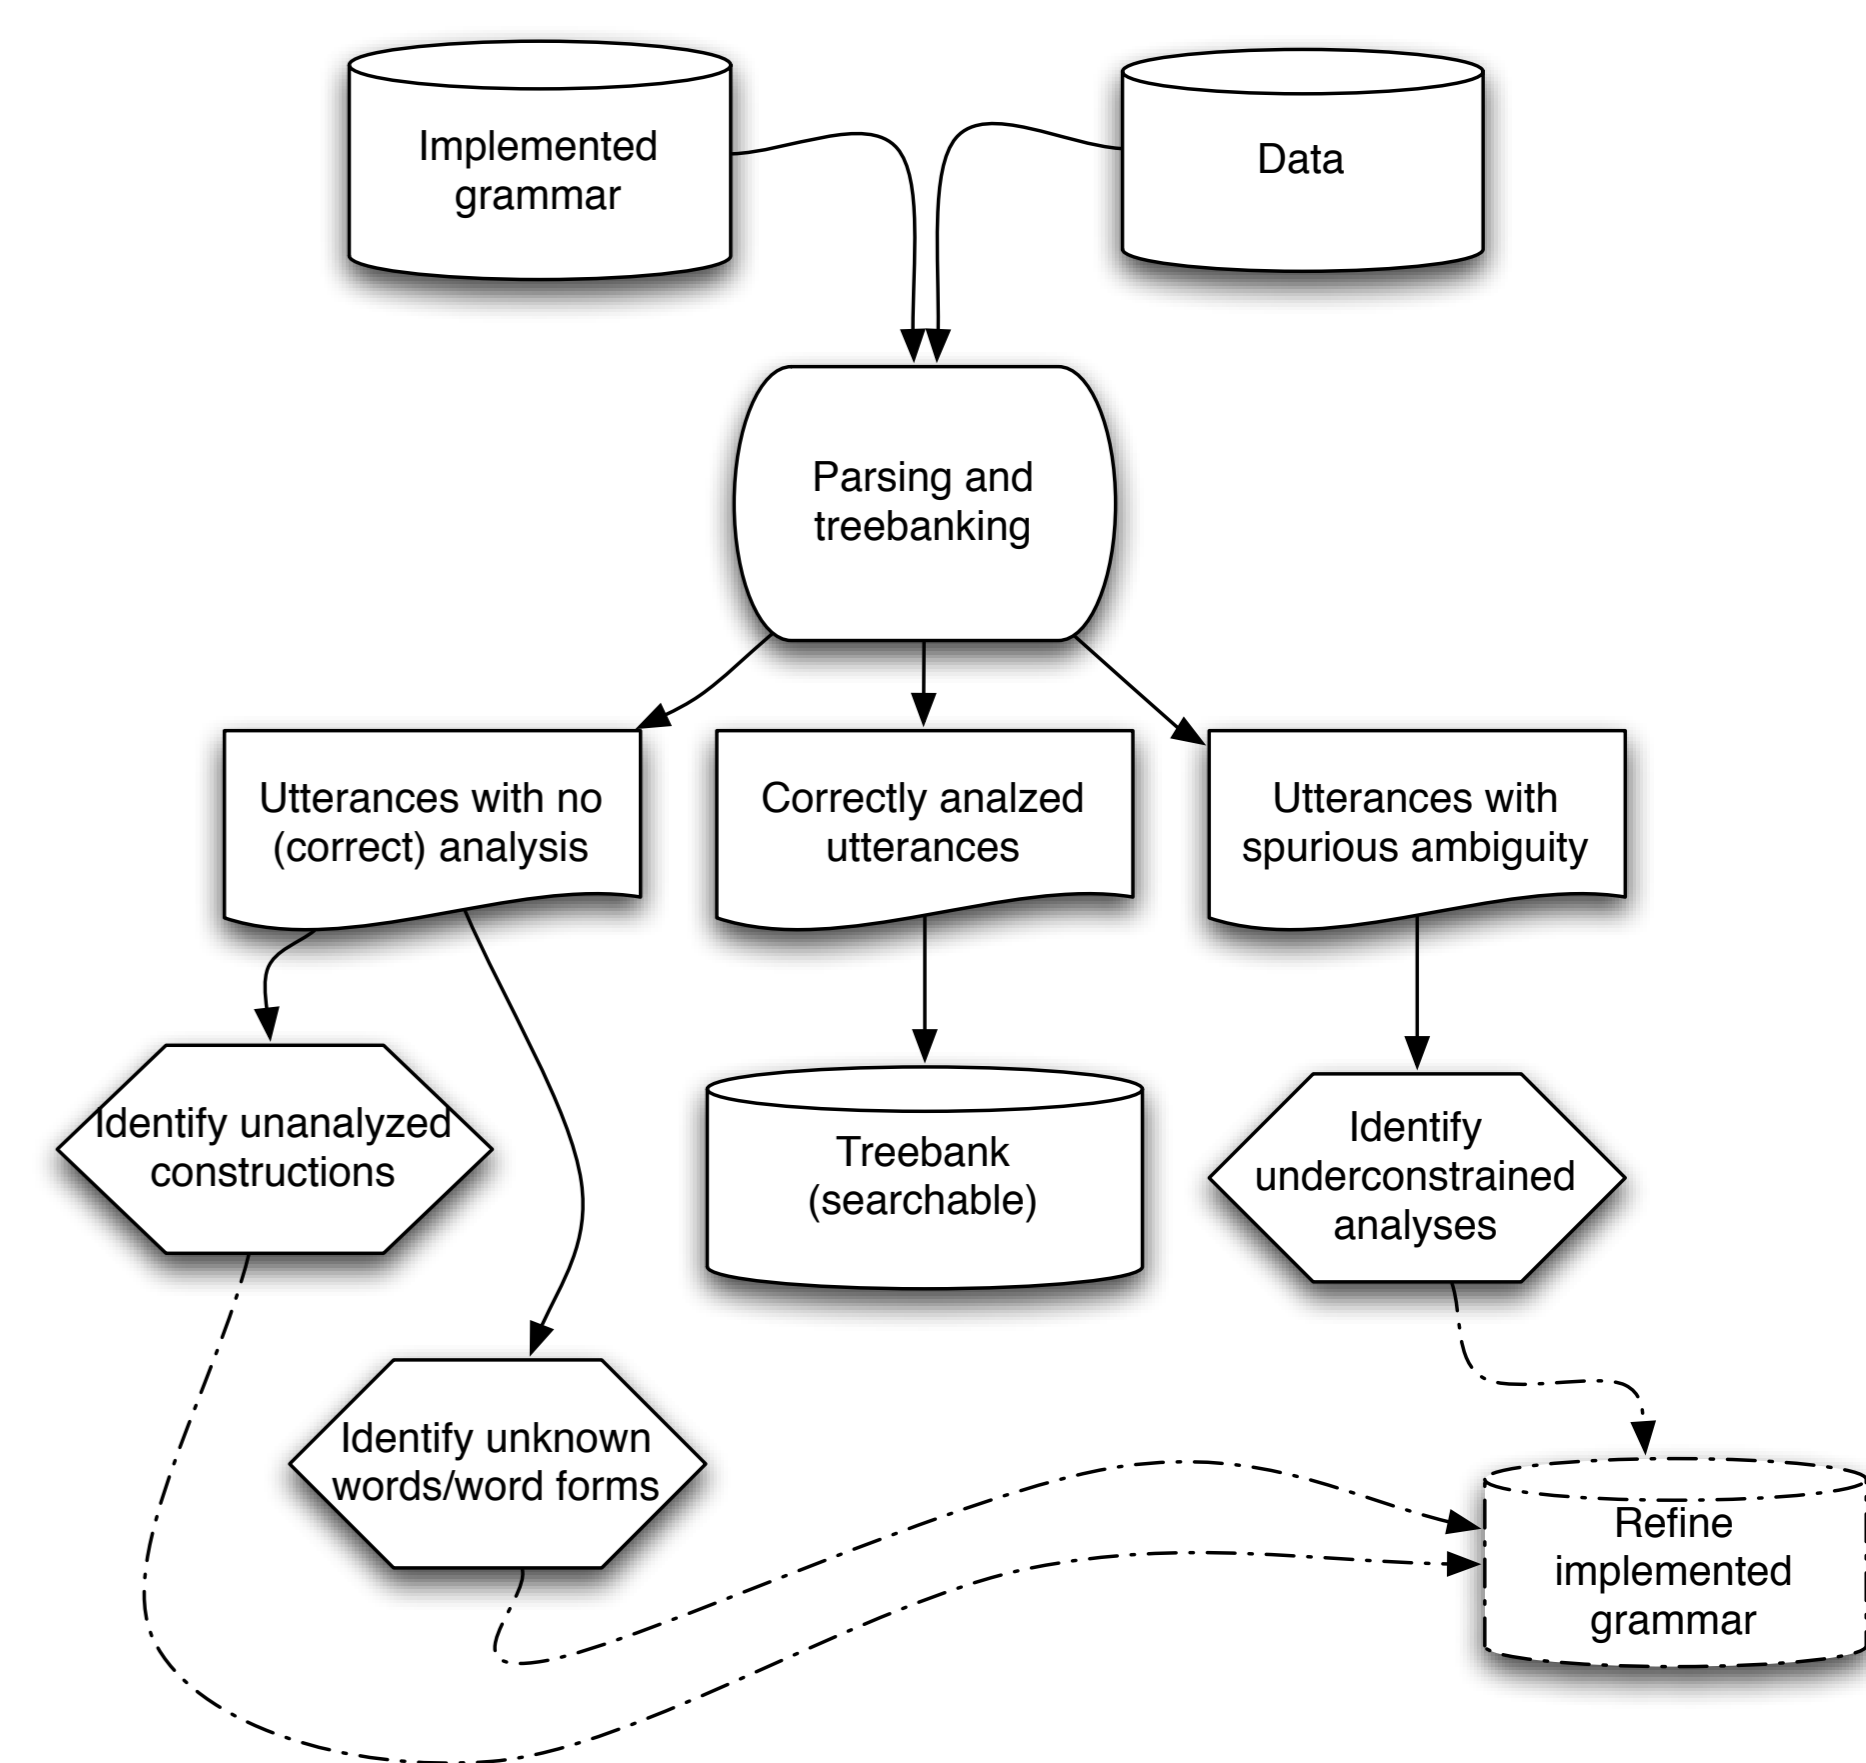 Implemented
grammar
Data
Parsing and
treebanking
Utterances with no
(correct) analysis
Correctly analzed
utterances
Utterances with
spurious ambiguity
Identify unanalyzed
constructions
Treebank
(searchable)
Identify
underconstrained
analyses
Identify unknown
words/word forms
Refine
implemented
grammar